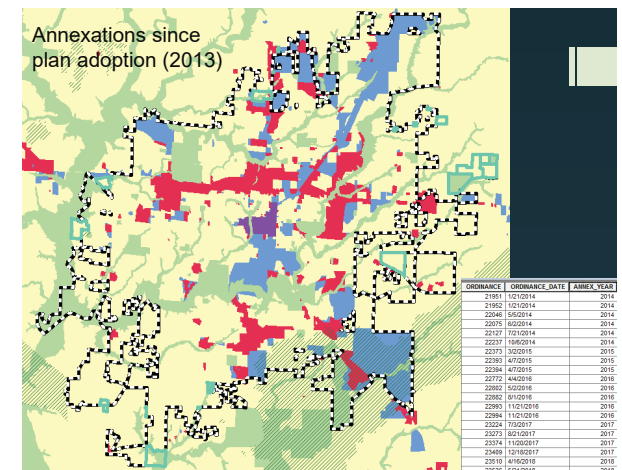 Annexations since
plan adoption (2013)
ORDINANCE ORDINANCE_DATE ANNEX_YEAR
21951 1/21/2014 2014
21952 1/21/2014 2014
22046 5/5/2014 2014
22075 6/2/2014 2014
22127 7/21/2014 2014
22237 10/6/2014 2014
22373 3/2/2015 2015
22393 4/7/2015 2015
22394 4/7/2015 2015
22772 4/4/2016 2016
22802 5/2/2016 2016
22882 8/1/2016 2016
22993 11/21/2016 2016
22994 11/21/2016 2016
23224 7/3/2017 2017
23273 8/21/2017 2017
23374 11/20/2017 2017
23409 12/18/2017 2017
23510 4/16/2018 2018